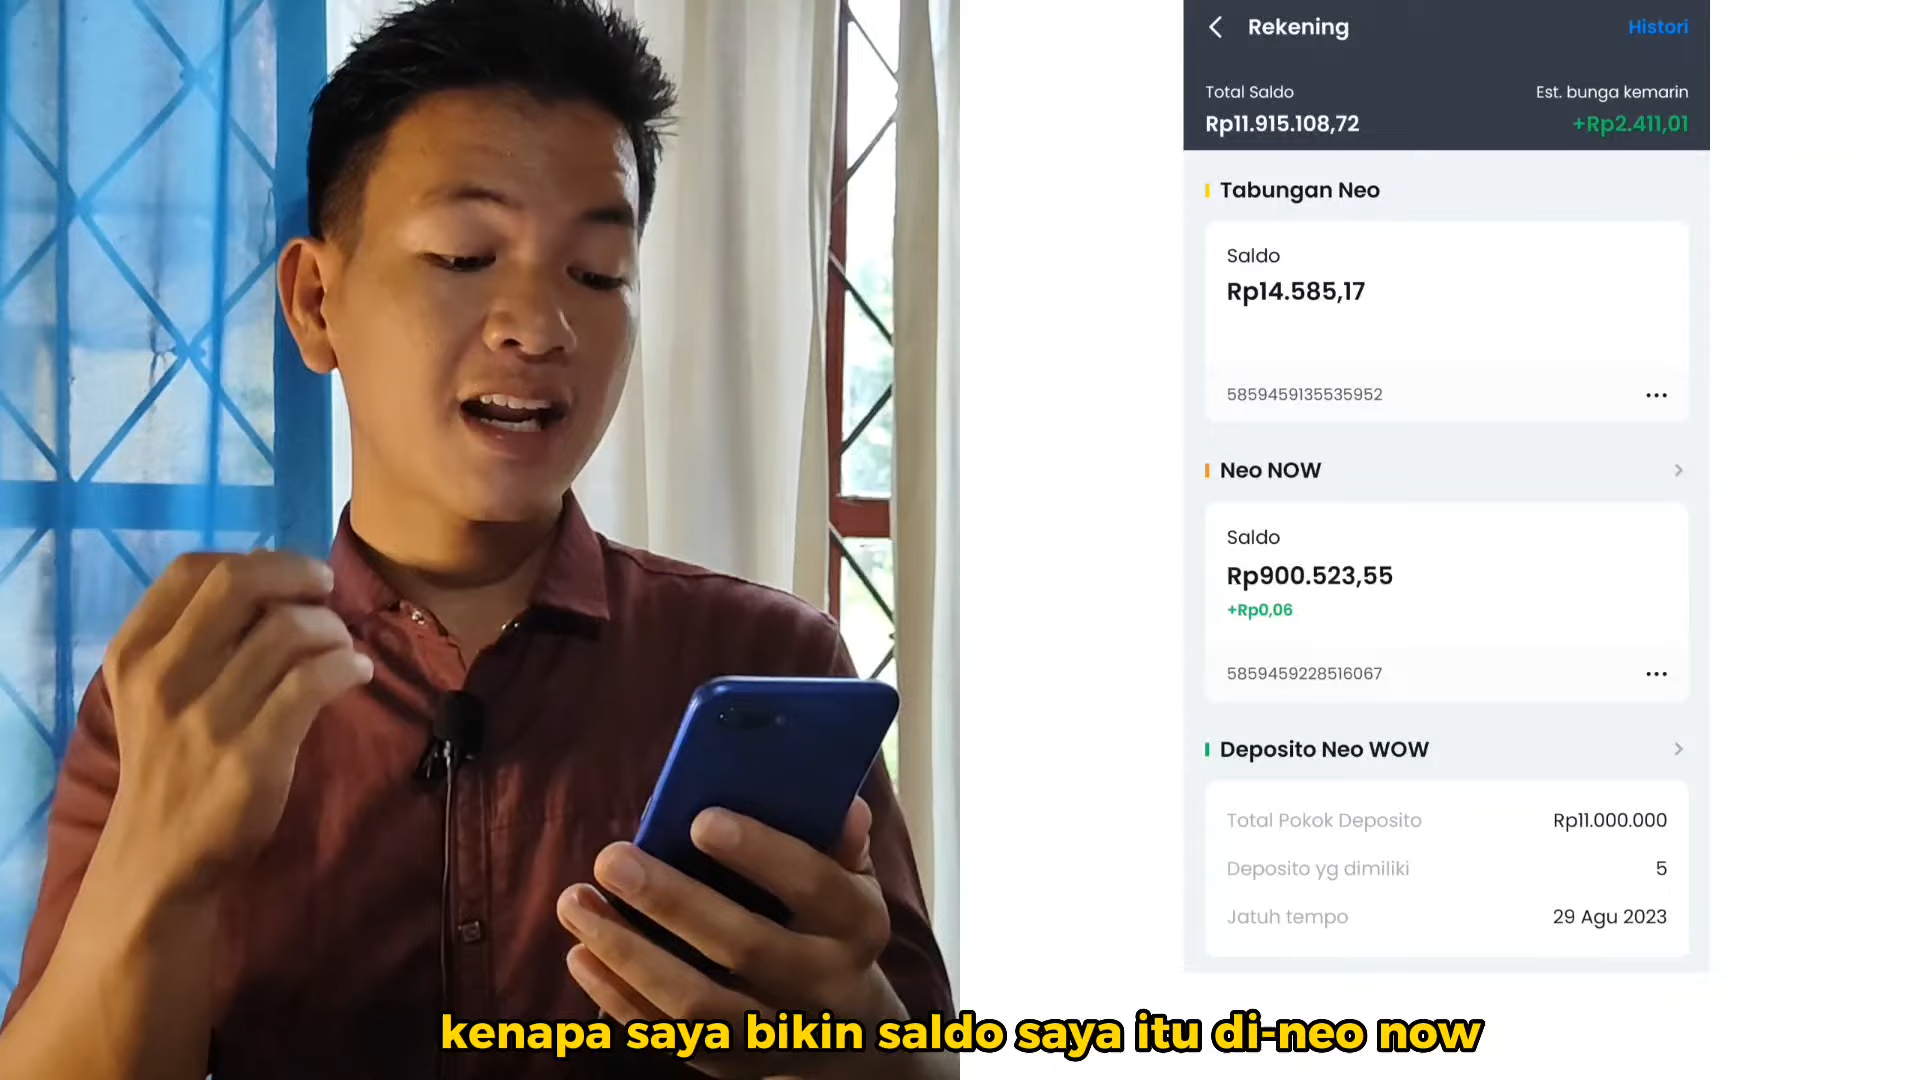 Rekening
Histori
Total Saldo
Est. bunga kemarin
Rp11.915.108,72
+Rp2.411,01
Tabungan Neo
Saldo
Rp14.585,17
5859459135535952
Neo NOW
Saldo
Rp900.523,55
+Rp0,06
5859459228516067
Deposito Neo WOW
Total Pokok Deposito
Rp11.000.000
Deposito yg dimiliki
5
Jatuh tempo
29 Agu 2023
kenapa saya bikin saldo saya itu di-neo now